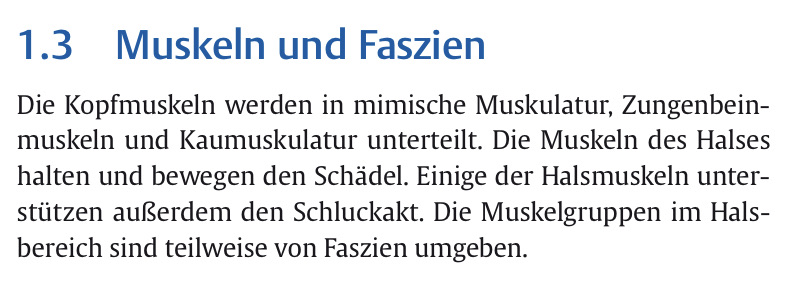 1.3 Muskeln und Faszien
Die Kopfmuskeln werden in mimische Muskulatur, Zungenbein-
muskeln und Kaumuskulatur unterteilt. Die Muskeln des Halses
halten und bewegen den Schädel. Einige der Halsmuskeln unter-
stützen außerdem den Schluckakt. Die Muskelgruppen im Hals-
bereich sind teilweise von Faszien umgeben.